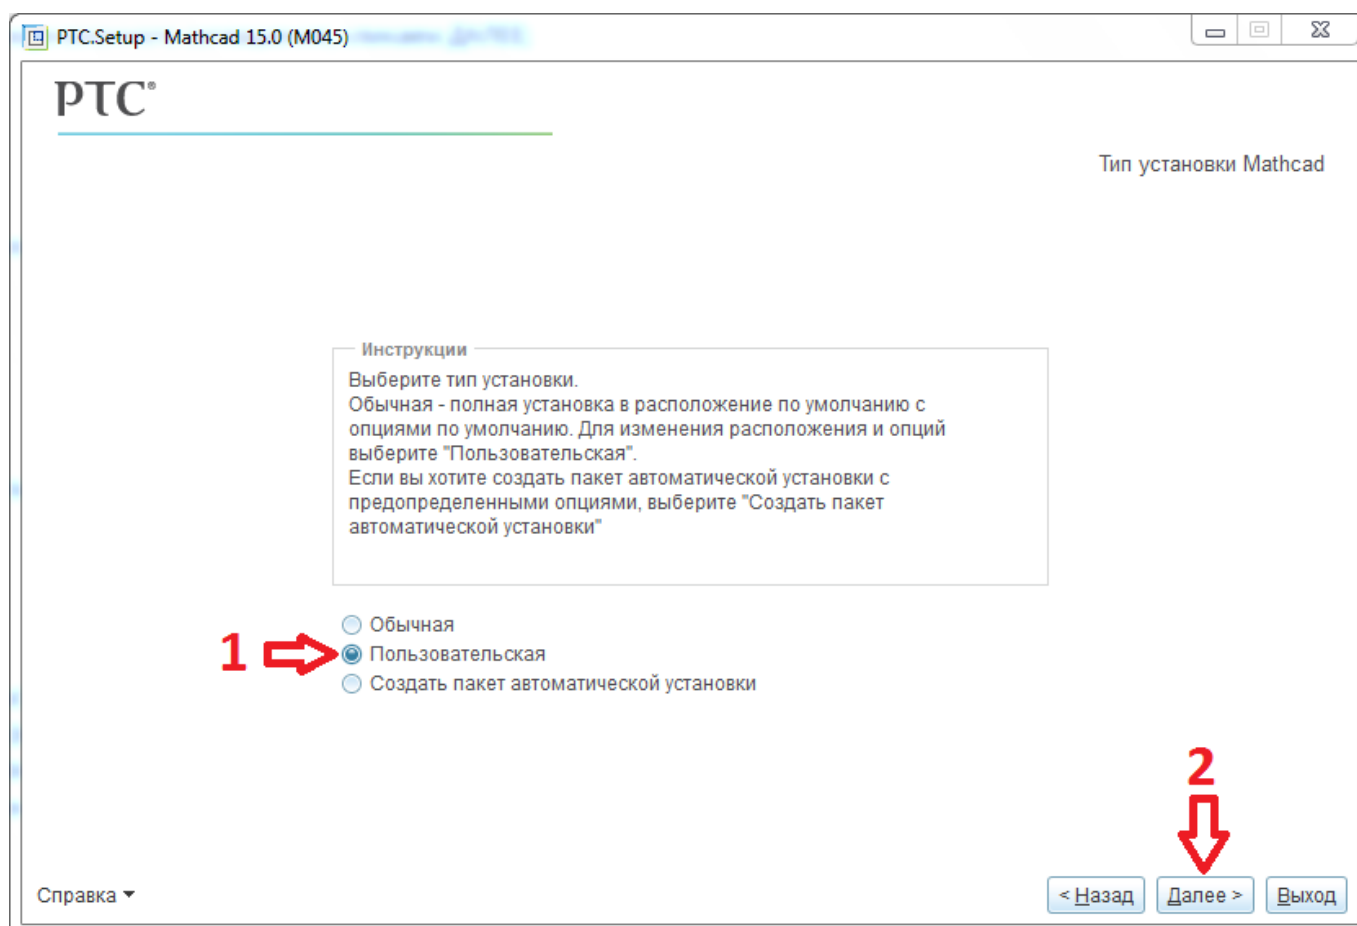 PTC.Setup - Mathcad 15.0 (M045)
PTC®
Тип установки Mathcad
Инструкции
Выберите тип установки.
Обычная - полная установка в расположение по умолчанию с
опциями по умолчанию. Для изменения расположения и опций
выберите "Пользовательская".
Если вы хотите создать пакет автоматической установки с
предопределенными опциями, выберите "Создать пакет
автоматической установки"
Обычная
1 Пользовательская
Создать пакет автоматической установки
2
Справка
< Назад Далее > Выход